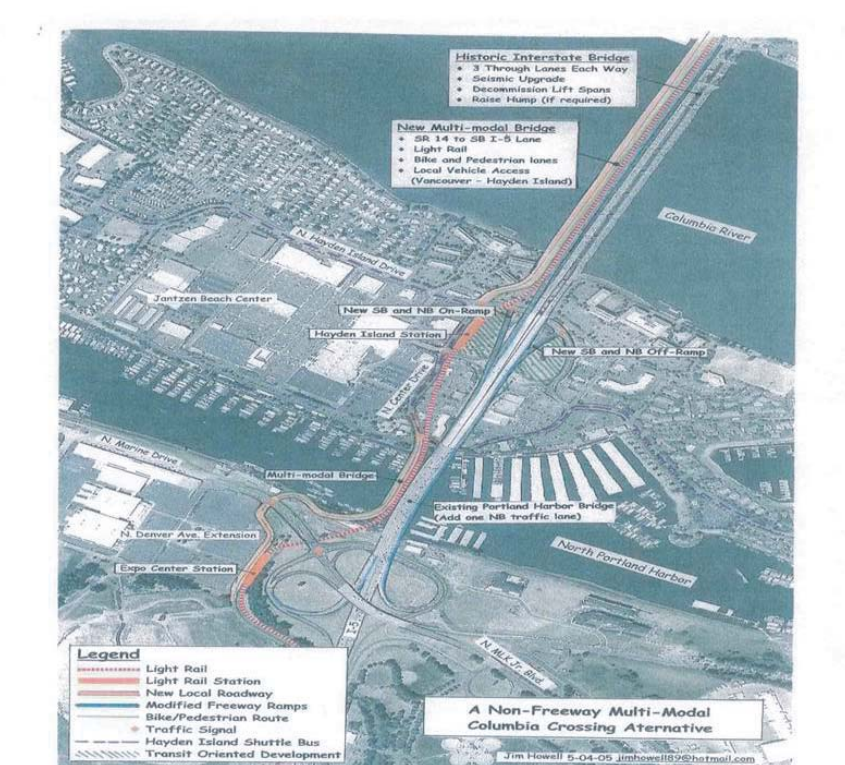 Historic Interstate Bridge
• 3 Through Lanes Each Way
• Seismic Upgrade
• Decommission Lift Spans
• Raise Hump (if required)
New Multi-modal Bridge
• SR 14 to SB I-5 Lane
• Light Rail
• Bike and Pedestrian lanes
• Local Vehicle Access
(Vancouver - Hayden Island)
Columbia River
N. Hayden Island Drive
Jantzen Beach Center
New SB and NB On-Ramp
Hayden Island Station
New SB and NB Off-Ramp
N. Center Drive
N. Marine Drive
Multi-modal Bridge
Existing Portland Harbor Bridge
(Add one NB traffic lane)
N. Denver Ave. Extension
North Portland Harbor
Expo Center Station
I-5
N. MLK Jr. Blvd.
Legend
Light Rail
Light Rail Station
New Local Roadway
Modified Freeway Ramps
Bike/Pedestrian Route
Traffic Signal
Hayden Island Shuttle Bus
Transit Oriented Development
A Non-Freeway Multi-Modal
Columbia Crossing Aternative
Jim Howell 5-04-05 jimhowell89@hotmail.com